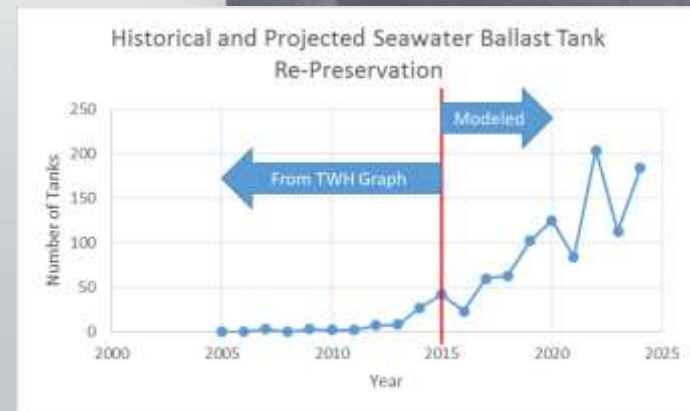 Historical and Projected Seawater Ballast Tank
Re-Preservation
250
200
150
100
50
0
Number of Tanks
Modeled
From TWH Graph
2000
2005
2010
2015
2020
2025
Year